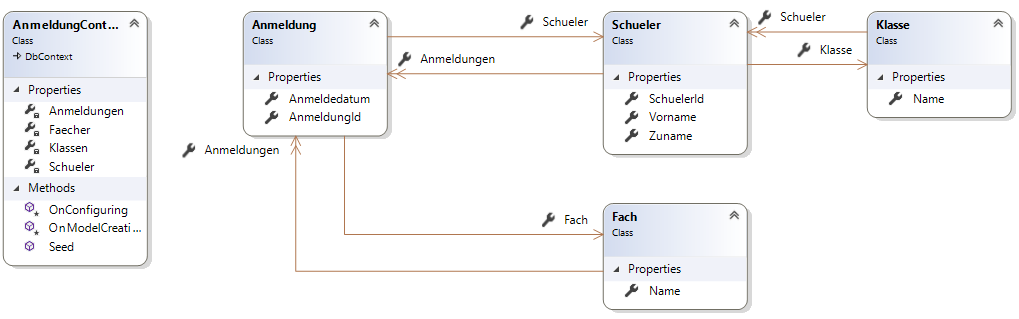 AnmeldungCont...
Class
DbContext
Properties
Anmeldungen
Faecher
Klassen
Schueler
Methods
OnConfiguring
OnModelCreati...
Seed
Anmeldung
Class
Properties
Anmeldedatum
AnmeldungId
Schueler
Anmeldungen
Schueler
Class
Properties
SchuelerId
Vorname
Zuname
Schueler
Klasse
Klasse
Class
Properties
Name
Anmeldungen
Fach
Fach
Class
Properties
Name